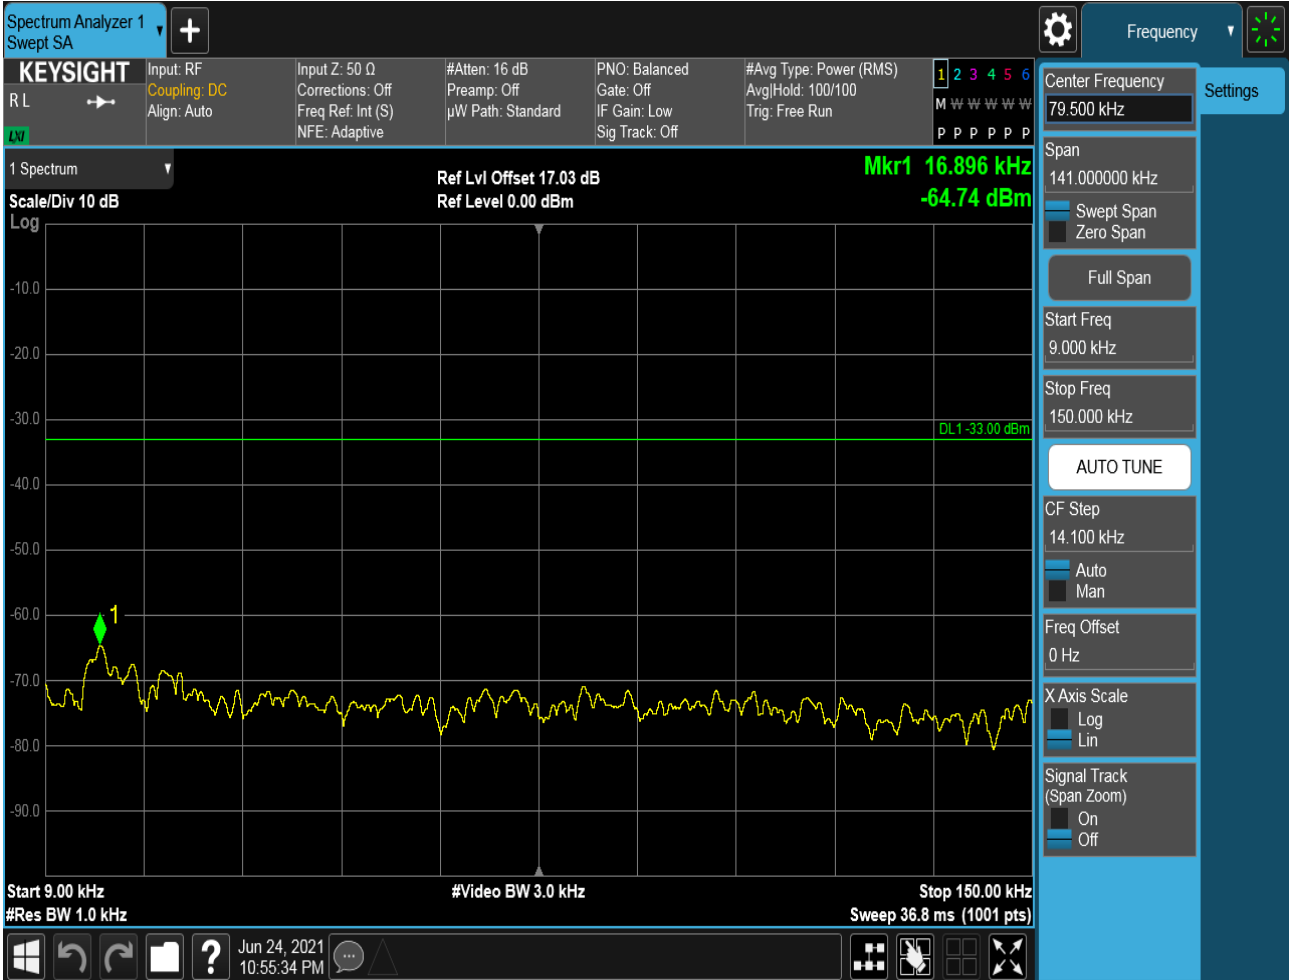 Spectrum Analyzer 1
Swept SA
Frequency
KEYSIGHT
R L
LXI
Input: RF
Coupling: DC
Align: Auto
Input Z: 50 Ω
Corrections: Off
Freq Ref: Int (S)
NFE: Adaptive
#Atten: 16 dB
Preamp: Off
µW Path: Standard
PNO: Balanced
Gate: Off
IF Gain: Low
Sig Track: Off
#Avg Type: Power (RMS)
Avg|Hold: 100/100
Trig: Free Run
1 2 3 4 5 6
M W W W W W
P P P P P P
1 Spectrum
Scale/Div 10 dB
Log
Ref Lvl Offset 17.03 dB
Ref Level 0.00 dBm
Mkr1 16.896 kHz
-64.74 dBm
-10.0
-20.0
-30.0
DL1 -33.00 dBm
-40.0
-50.0
-60.0
1
-70.0
-80.0
-90.0
Start 9.00 kHz
#Res BW 1.0 kHz
#Video BW 3.0 kHz
Stop 150.00 kHz
Sweep 36.8 ms (1001 pts)
Center Frequency
79.500 kHz
Span
141.000000 kHz
Swept Span
Zero Span
Full Span
Start Freq
9.000 kHz
Stop Freq
150.000 kHz
AUTO TUNE
CF Step
14.100 kHz
Auto
Man
Freq Offset
0 Hz
X Axis Scale
Log
Lin
Signal Track
(Span Zoom)
On
Off
Settings
?
Jun 24, 2021
10:55:34 PM